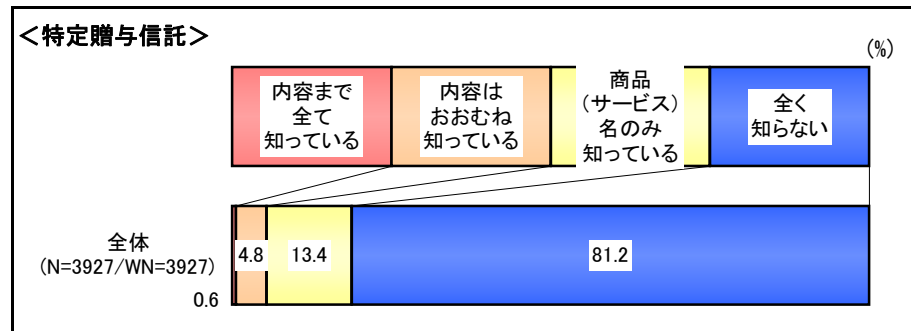 ＜特定贈与信託＞
(%)
内容まで
全て
知っている
内容は
おおむね
知っている
商品
（サービス）
名のみ
知っている
全く
知らない
全体
(N=3927/WN=3927)
0.6
4.8
13.4
81.2